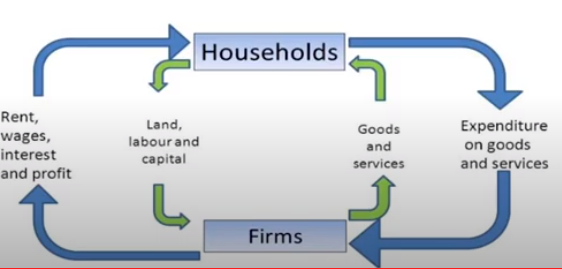 Households
Rent,
wages,
interest
and profit
Land,
labour and
capital
Goods
and
services
Expenditure
on goods
and services
Firms